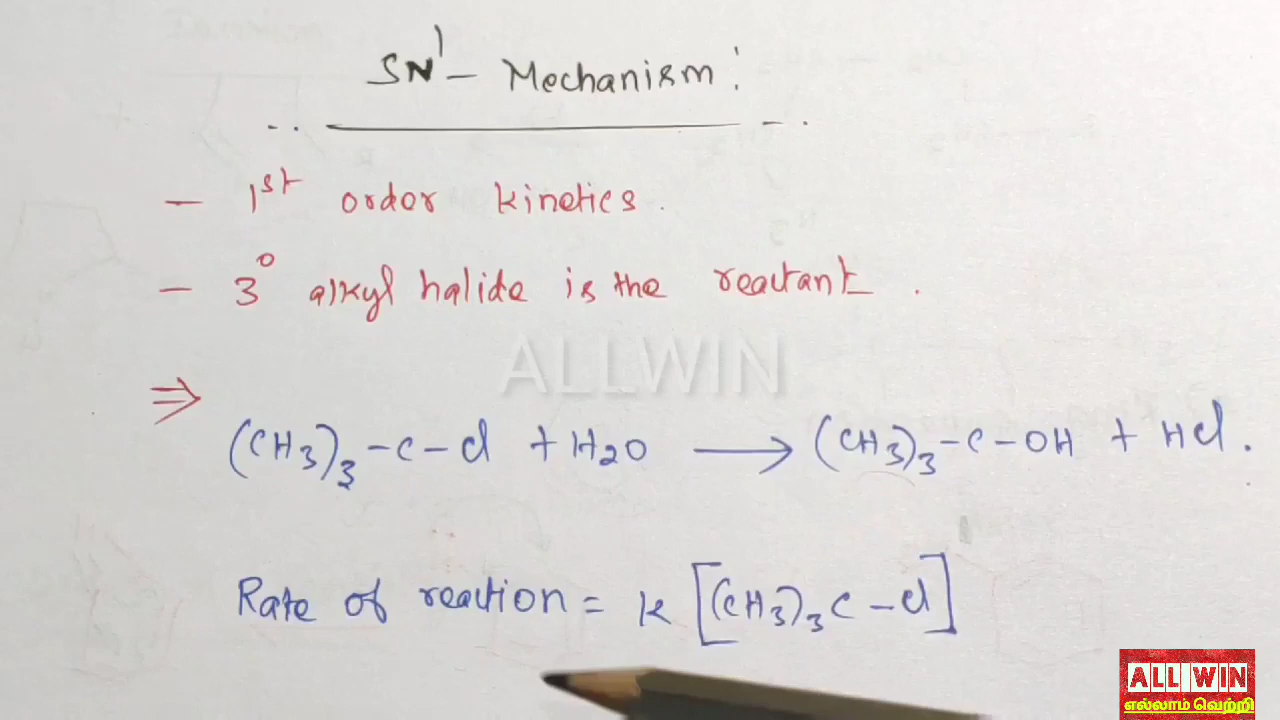 SN¹ - Mechanism:
- 1st order kinetics.
- 3° alkyl halide is the reactant.
ALLWIN
⇒ (CH₃)₃-C-Cl + H₂O ⟶ (CH₃)₃-C-OH + HCl.
Rate of reaction = k [(CH₃)₃C-Cl]
ALL WIN
எல்லாம் வெற்றி